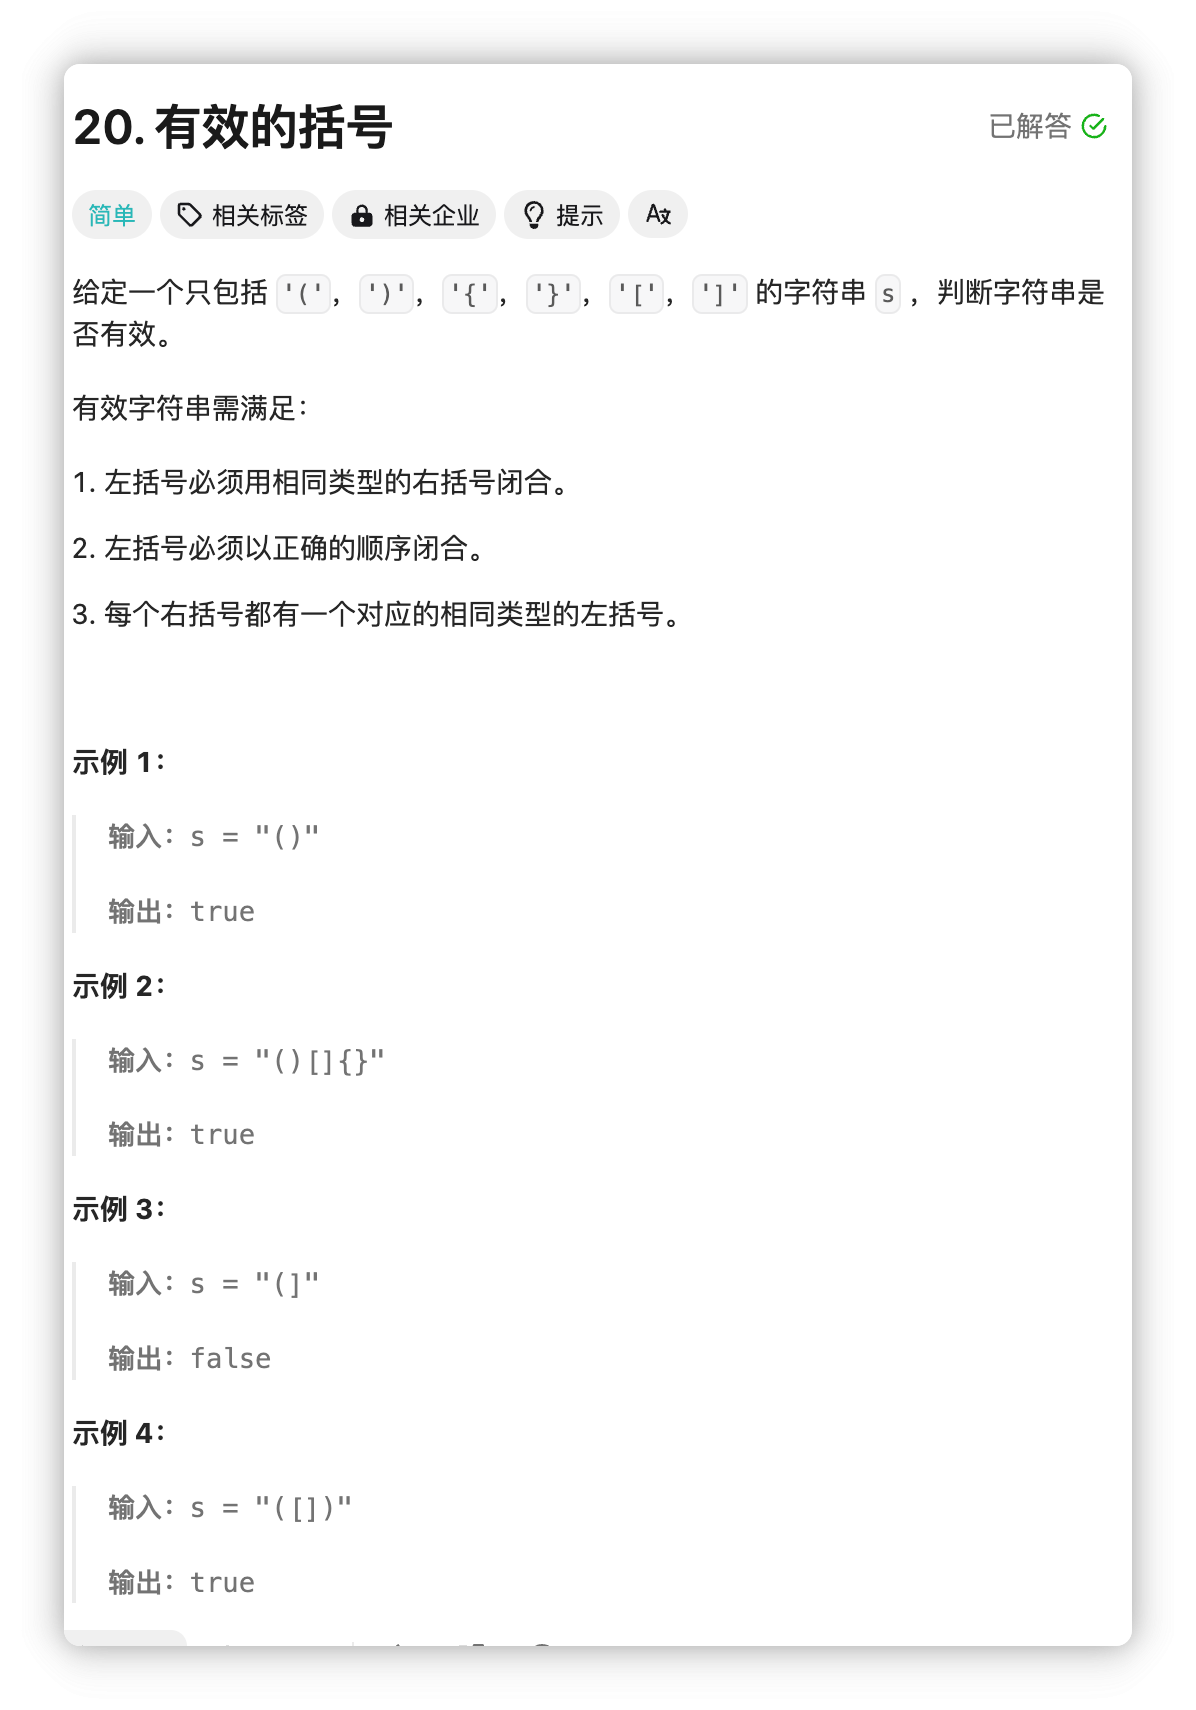 20. 有效的括号
已解答
简单 相关标签 相关企业 提示
给定一个只包括 '('，')'，'{'，'}'，'['，']' 的字符串 s ，判断字符串是
否有效。
有效字符串需满足：
1. 左括号必须用相同类型的右括号闭合。
2. 左括号必须以正确的顺序闭合。
3. 每个右括号都有一个对应的相同类型的左括号。
示例 1：
输入：s = "()"
输出：true
示例 2：
输入：s = "()[]{}"
输出：true
示例 3：
输入：s = "(]"
输出：false
示例 4：
输入：s = "([])"
输出：true